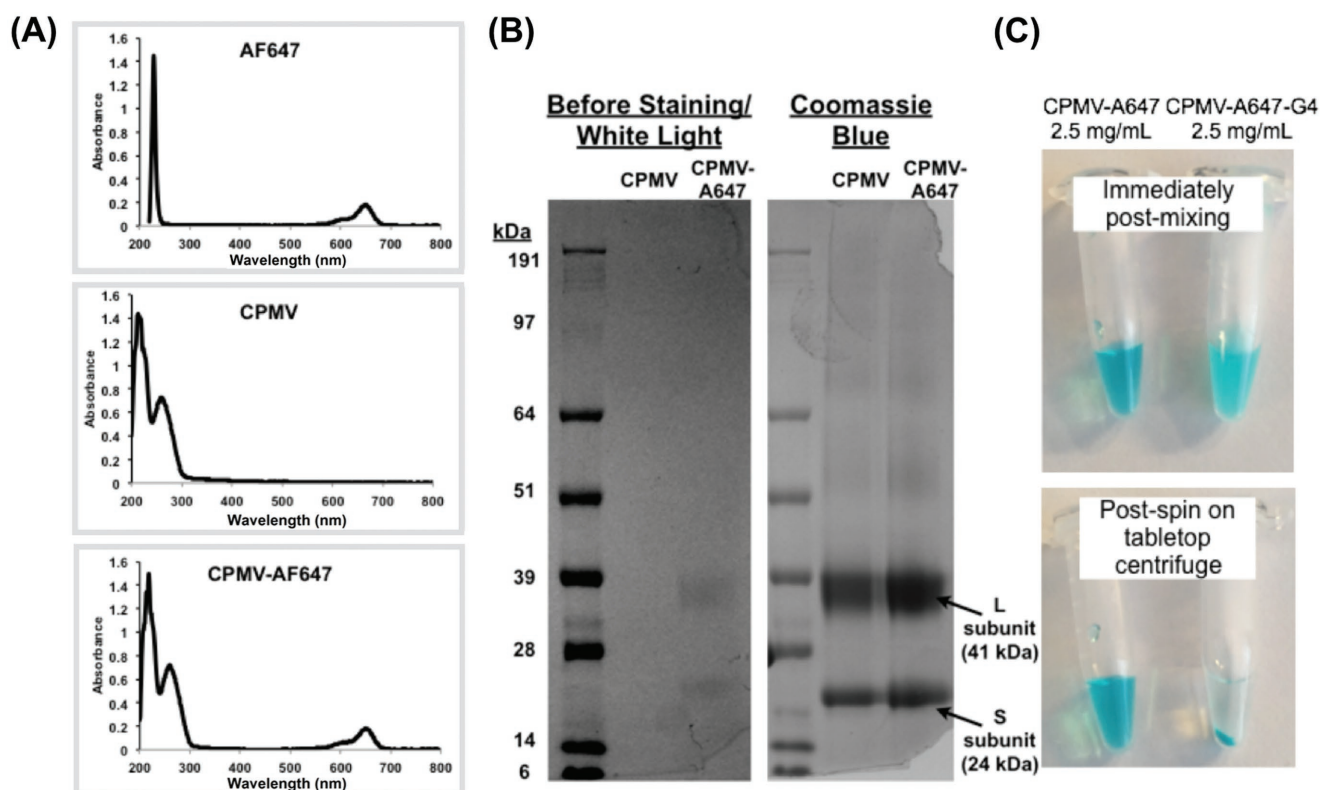 (A)
AF647
Absorbance
1.6
1.4
1.2
1
0.8
0.6
0.4
0.2
0
200 300 400 500 600 700 800
Wavelength (nm)
CPMV
Absorbance
1.6
1.4
1.2
1
0.8
0.6
0.4
0.2
0
200 300 400 500 600 700 800
Wavelength (nm)
CPMV-AF647
Absorbance
1.6
1.4
1.2
1
0.8
0.6
0.4
0.2
0
200 300 400 500 600 700 800
Wavelength (nm)
(B)
Before Staining/
White Light
CPMV
CPMV-
A647
Coomassie
Blue
CPMV
CPMV-
A647
kDa
191
97
64
51
39
28
14
6
L
subunit
(41 kDa)
S
subunit
(24 kDa)
(C)
CPMV-A647 CPMV-A647-G4
2.5 mg/mL 2.5 mg/mL
Immediately
post-mixing
Post-spin on
tabletop
centrifuge